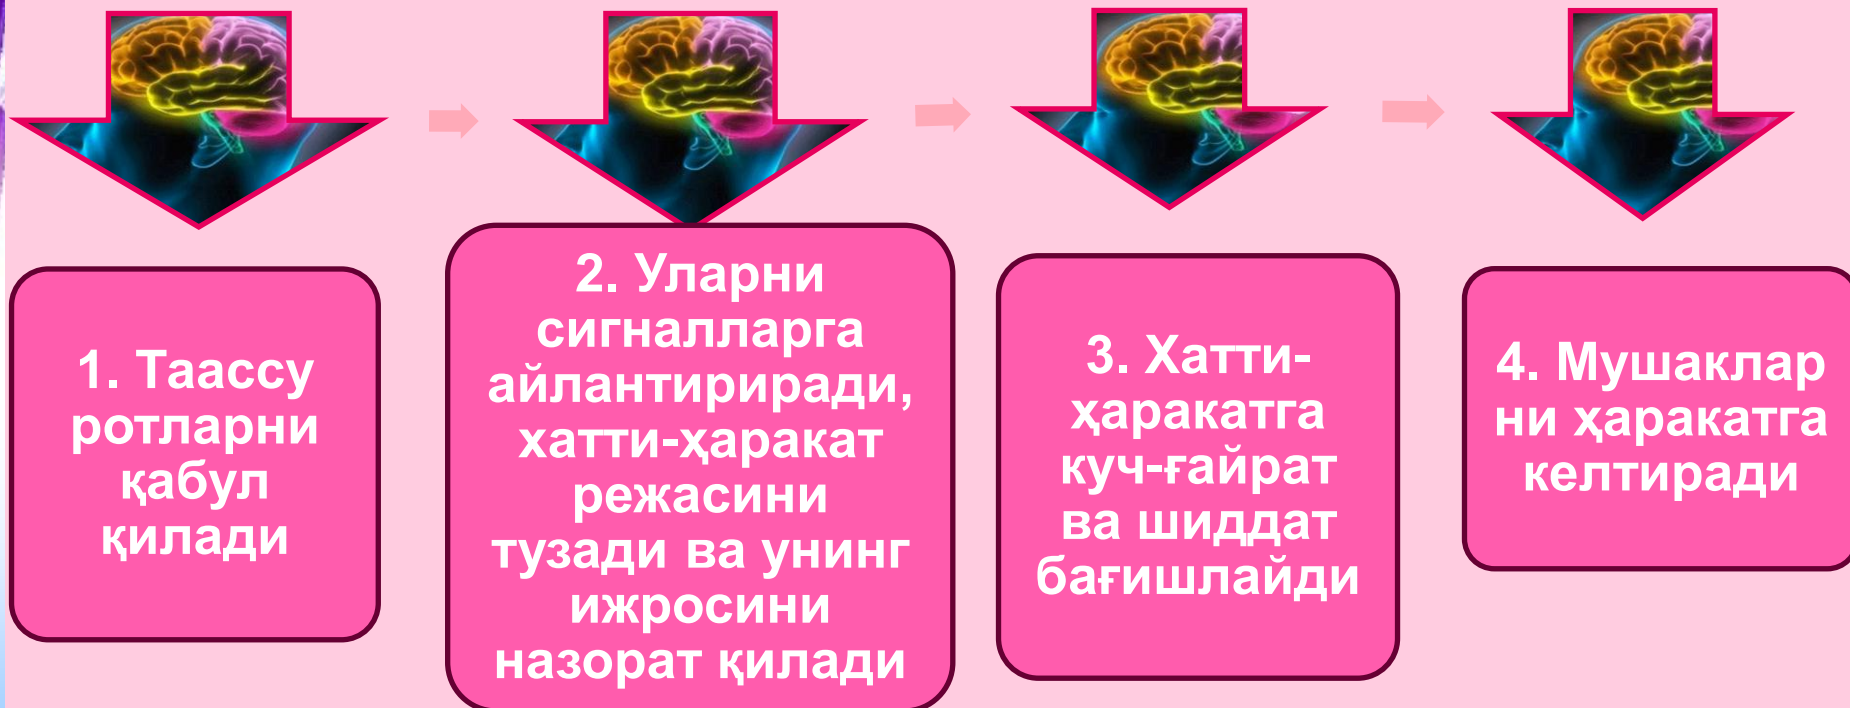 1. Таассу
ротларни
қабул
қилади
2. Уларни
сигналларга
айлантириради,
хатти-ҳаракат
режасини
тузади ва унинг
ижросини
назорат қилади
3. Хатти-
ҳаракатга
куч-ғайрат
ва шиддат
бағишлайди
4. Мушаклар
ни ҳаракатга
келтиради